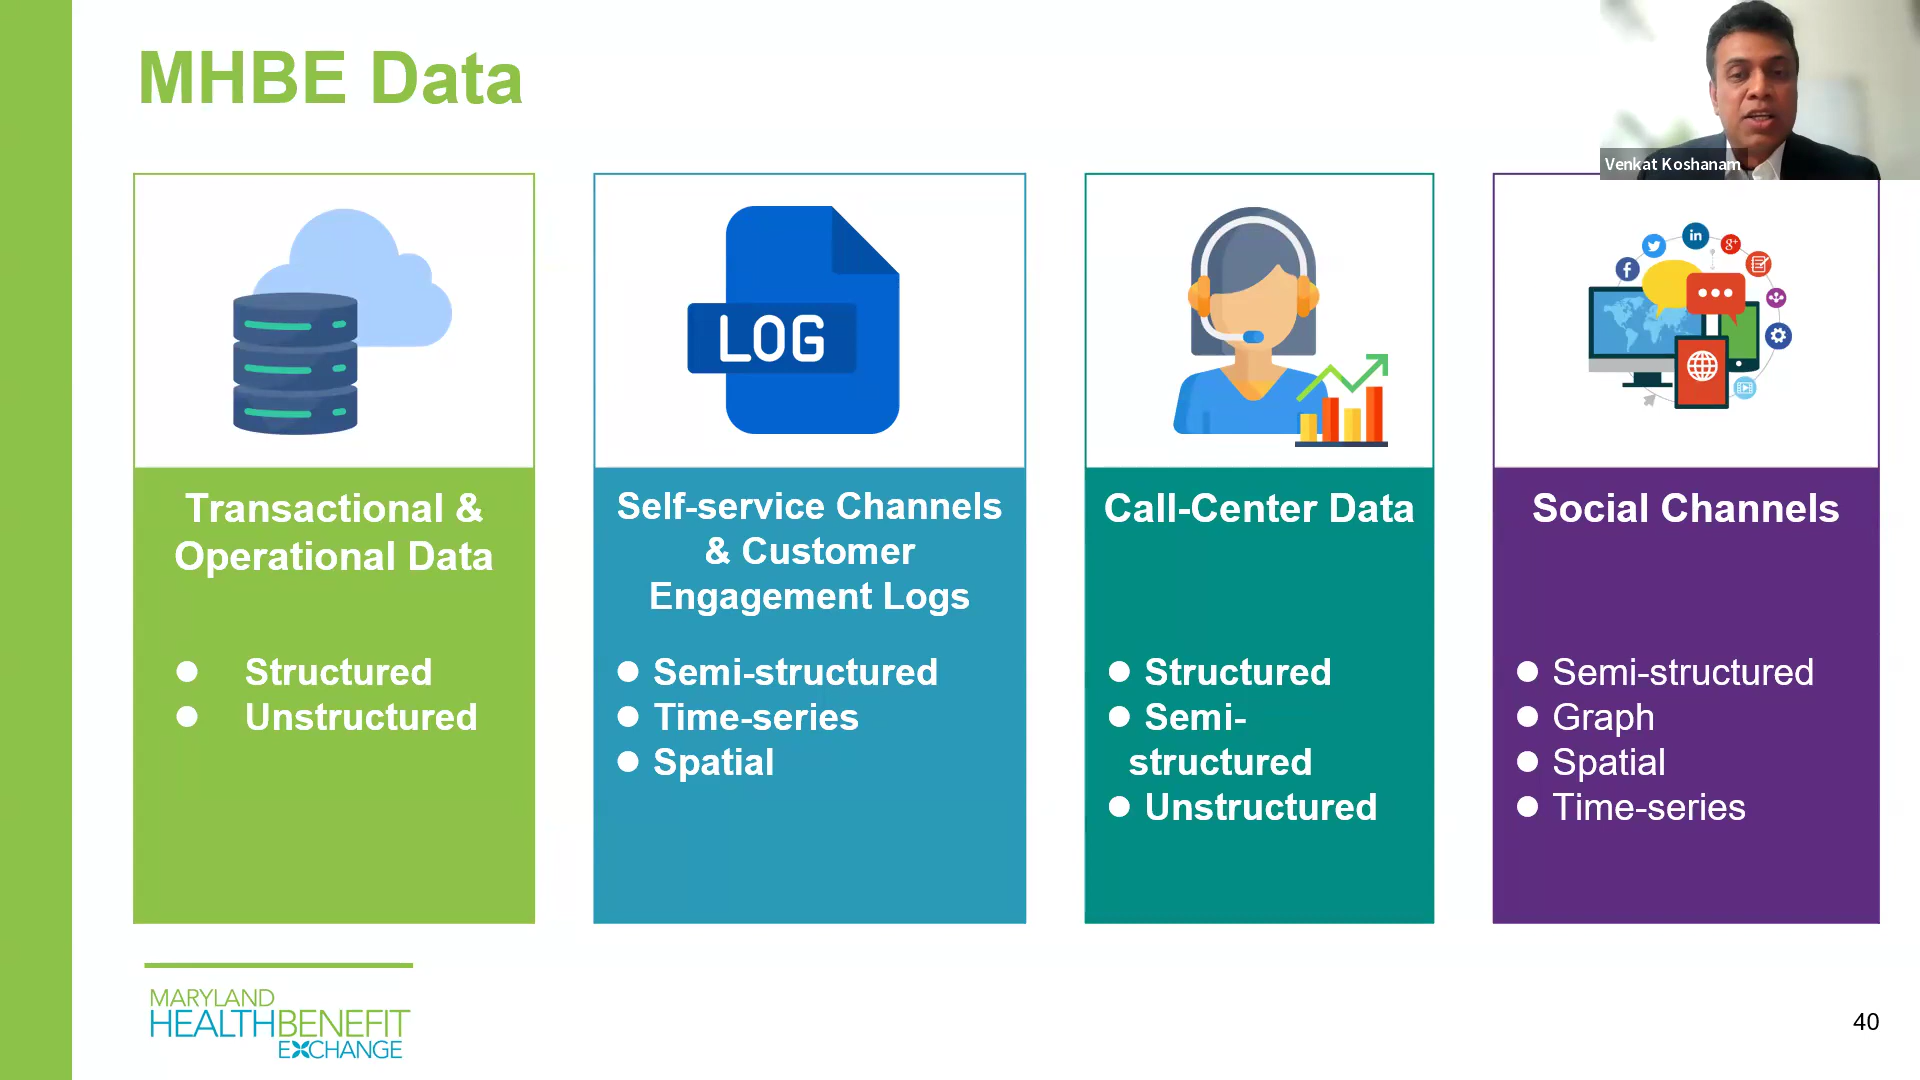 MHBE Data
Venkat Koshanam
LOG
in
g+
f
Transactional &
Operational Data
● Structured
● Unstructured
Self-service Channels
& Customer
Engagement Logs
● Semi-structured
● Time-series
● Spatial
Call-Center Data
● Structured
● Semi-
structured
● Unstructured
Social Channels
● Semi-structured
● Graph
● Spatial
● Time-series
MARYLAND
HEALTHBENEFIT
EXCHANGE
40